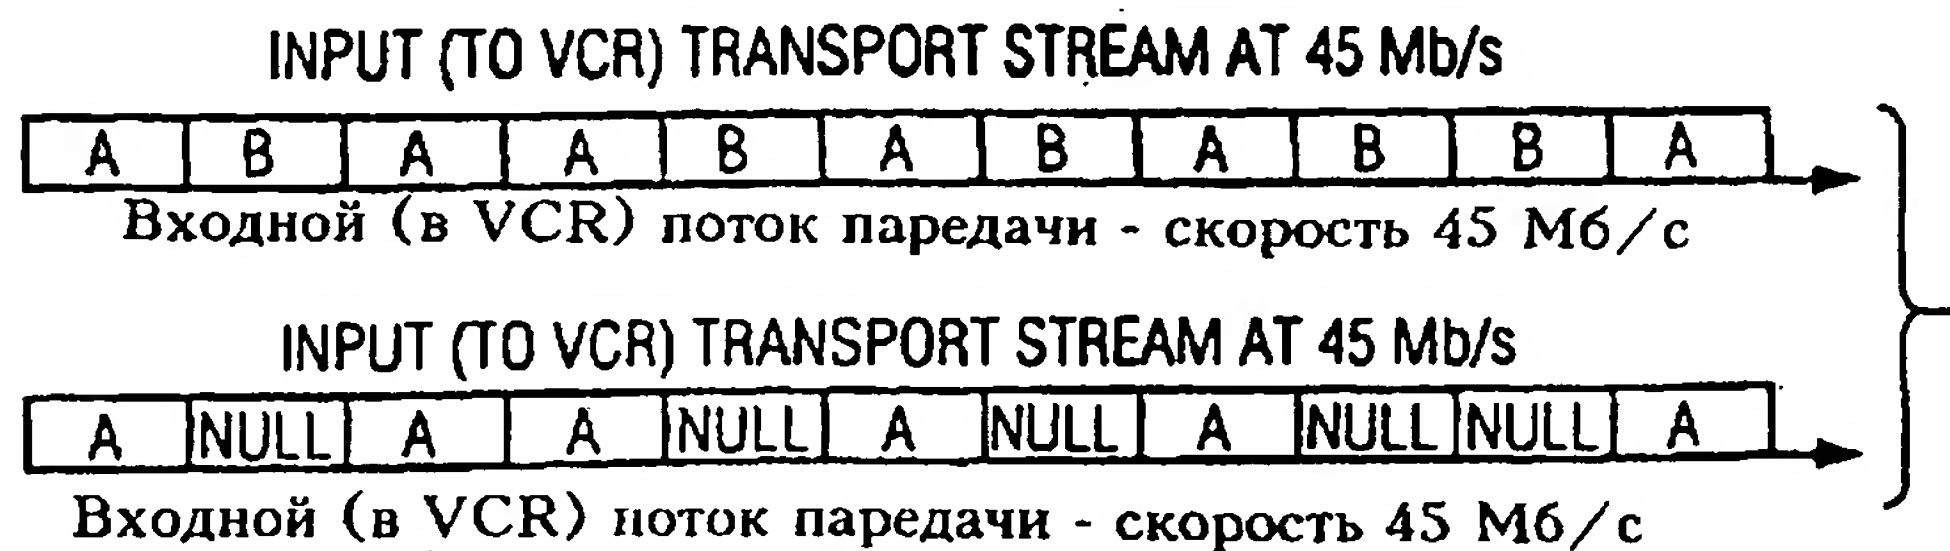 INPUT (TO VCR) TRANSPORT STREAM AT 45 Mb/s
A B A A B A B A B B A
Входной (в VCR) поток паредачи - скорость 45 Мб/с
INPUT (TO VCR) TRANSPORT STREAM AT 45 Mb/s
A NULL A A NULL A NULL A NULL NULL A
Входной (в VCR) поток паредачи - скорость 45 Мб/с